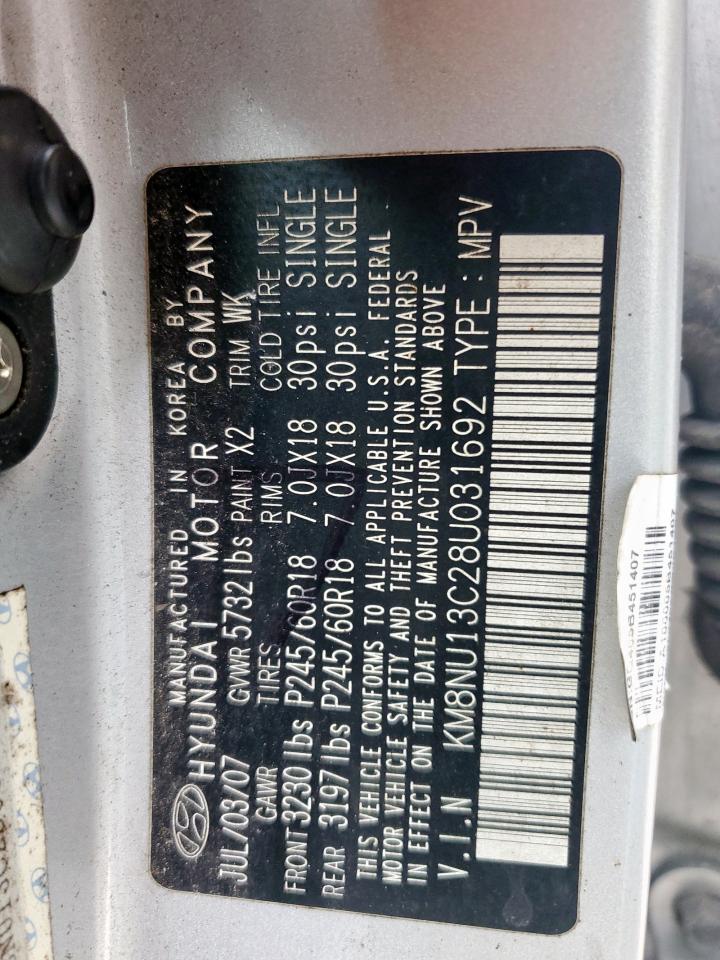 MANUFACTURED IN KOREA BY
HYUNDAI MOTOR COMPANY
JUL/03/07 GVWR 5732 lbs PAINT X2 TRIM WK
GAWR TIRES RIMS COLD TIRE INFL
FRONT 3230 lbs P245/60R18 7.0JX18 30psi SINGLE
REAR 3197 lbs P245/60R18 7.0JX18 30psi SINGLE
THIS VEHICLE CONFORMS TO ALL APPLICABLE U.S.A. FEDERAL
MOTOR VEHICLE SAFETY AND THEFT PREVENTION STANDARDS
IN EFFECT ON THE DATE OF MANUFACTURE SHOWN ABOVE
V.I.N KM8NU13C28U031692 TYPE : MPV